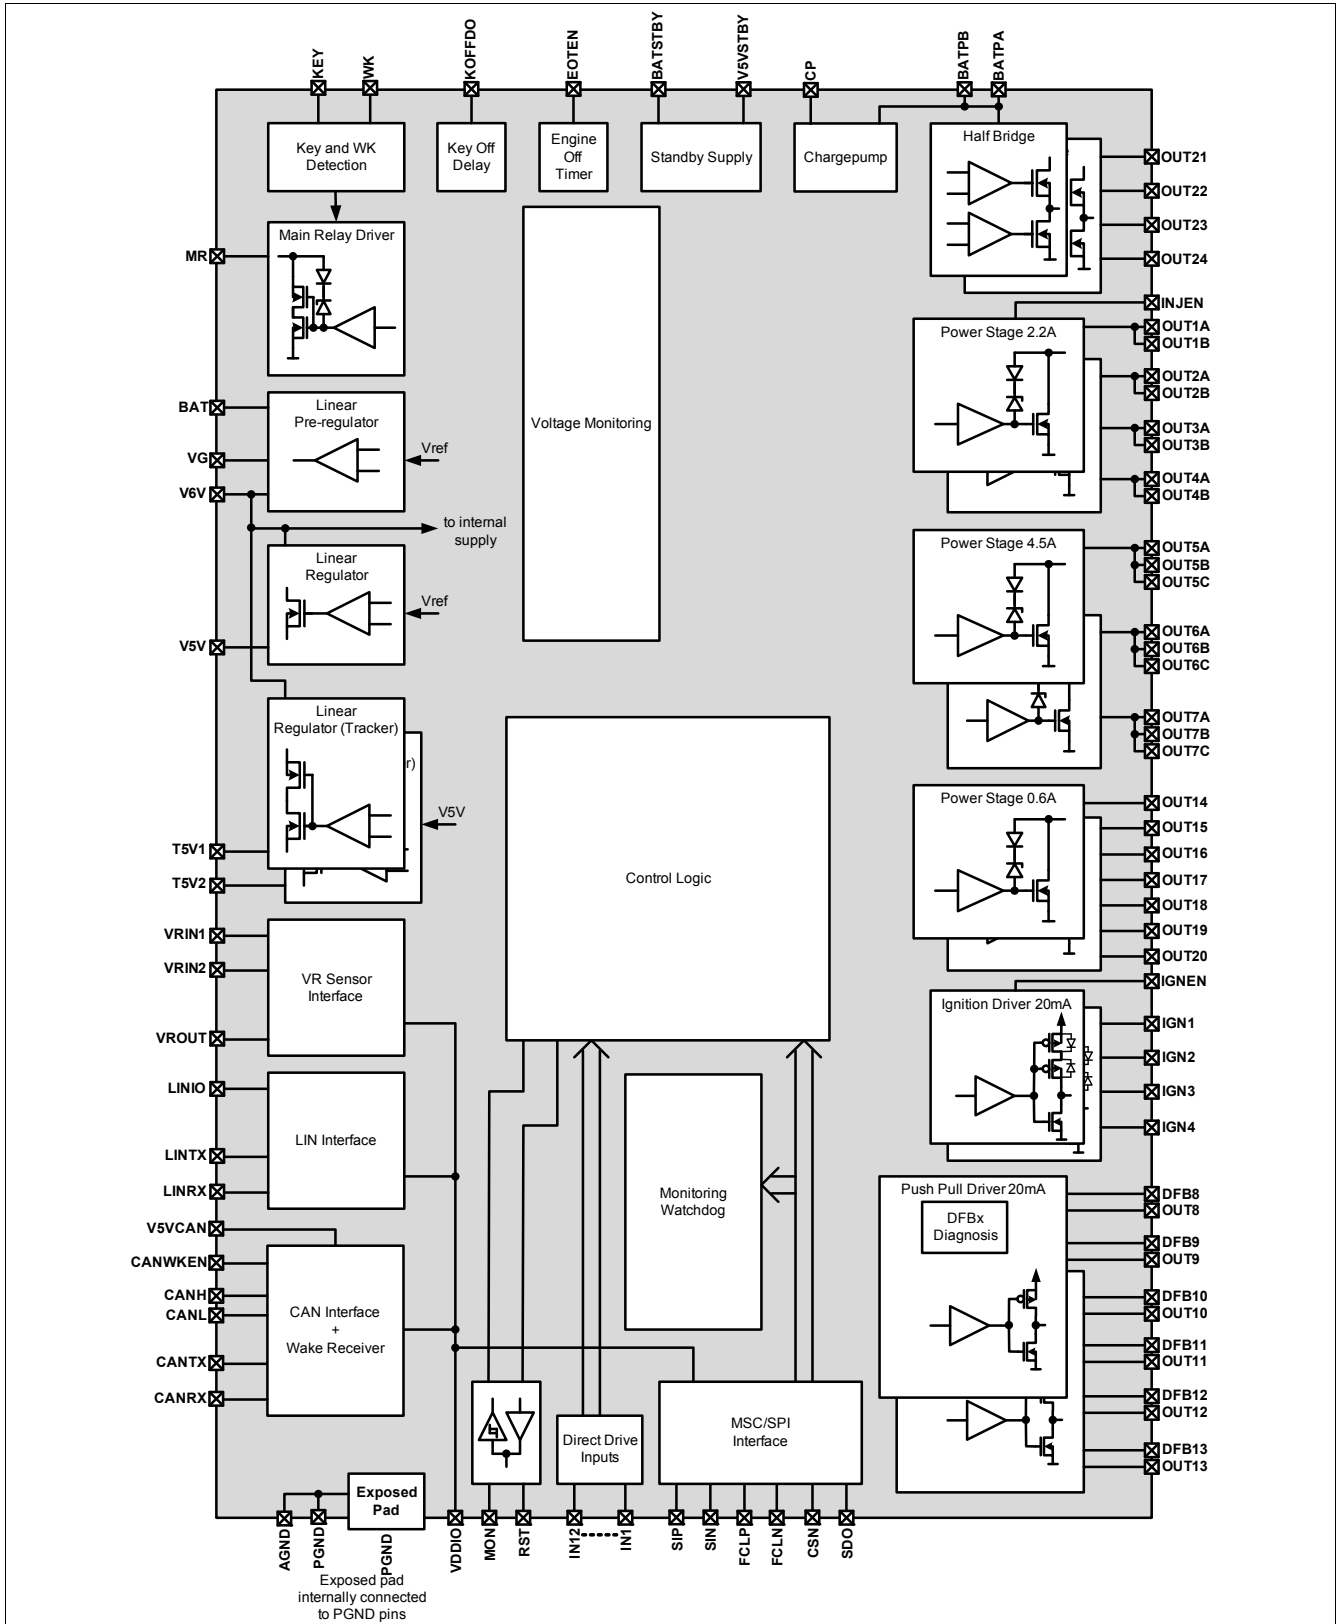 KEY
WK
KOFFDO
EOTEN
BATSTBY
V5VSTBY
CP
BATPB
BATPA
Key and WK
Detection
Key Off
Delay
Engine
Off
Timer
Standby Supply
Chargepump
Half Bridge
OUT21
OUT22
OUT23
OUT24
MR
Main Relay Driver
Voltage Monitoring
INJEN
Power Stage 2.2A
OUT1A
OUT1B
OUT2A
OUT2B
OUT3A
OUT3B
OUT4A
OUT4B
BAT
VG
V6V
Linear
Pre-regulator
Vref
to internal
supply
Linear
Regulator
Vref
V5V
Power Stage 4.5A
OUT5A
OUT5B
OUT5C
OUT6A
OUT6B
OUT6C
OUT7A
OUT7B
OUT7C
Linear
Regulator (Tracker)
r)
V5V
T5V1
T5V2
Control Logic
Power Stage 0.6A
OUT14
OUT15
OUT16
OUT17
OUT18
OUT19
OUT20
VRIN1
VRIN2
VROUT
VR Sensor
Interface
IGNEN
Ignition Driver 20mA
IGN1
IGN2
IGN3
IGN4
LINIO
LINTX
LINRX
LIN Interface
Monitoring
Watchdog
Push Pull Driver 20mA
DFBx
Diagnosis
DFB8
OUT8
DFB9
OUT9
DFB10
OUT10
DFB11
OUT11
DFB12
OUT12
DFB13
OUT13
V5VCAN
CANWKEN
CANH
CANL
CANTX
CANRX
CAN Interface
+
Wake Receiver
Direct Drive
Inputs
MSC/SPI
Interface
Exposed
Pad
AGND
PGND
PGND
VDDIO
MON
RST
IN12
IN1
SIP
SIN
FCLP
FCLN
CSN
SDO
Exposed pad
internally connected
to PGND pins